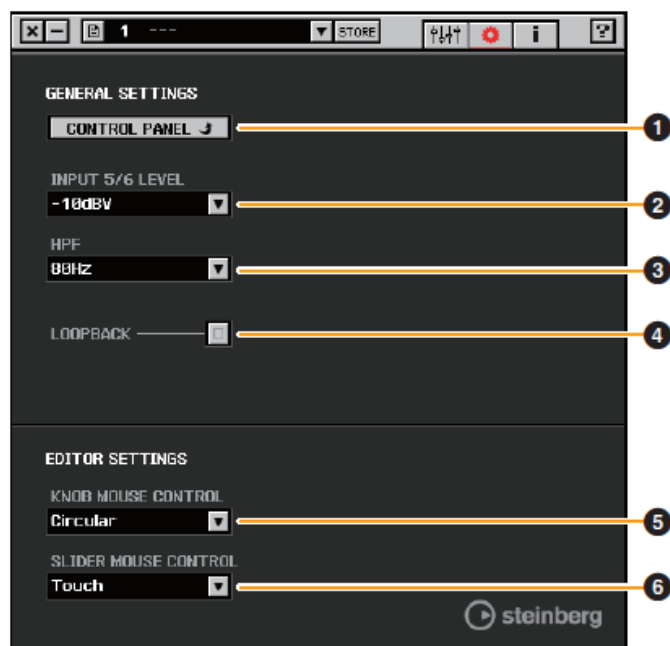 1 --- STORE i ?
GENERAL SETTINGS
CONTROL PANEL
1
INPUT 5/6 LEVEL
-10dBV
2
HPF
80Hz
3
LOOPBACK
4
EDITOR SETTINGS
KNOB MOUSE CONTROL
Circular
5
SLIDER MOUSE CONTROL
Touch
6
steinberg